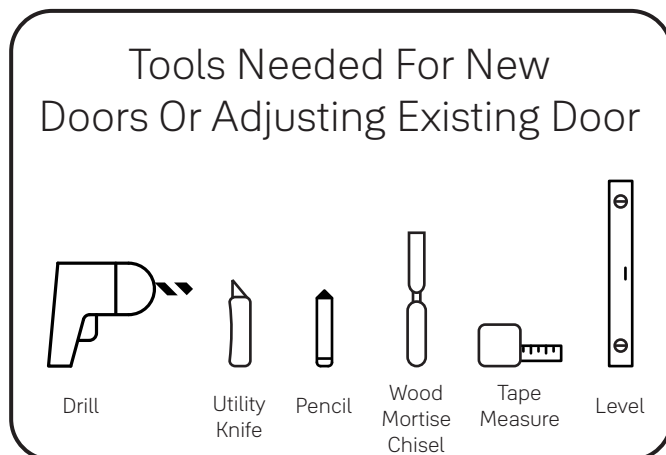 Tools Needed For New
Doors Or Adjusting Existing Door
Drill
Utility
Knife
Pencil
Wood
Mortise
Chisel
Tape
Measure
Level